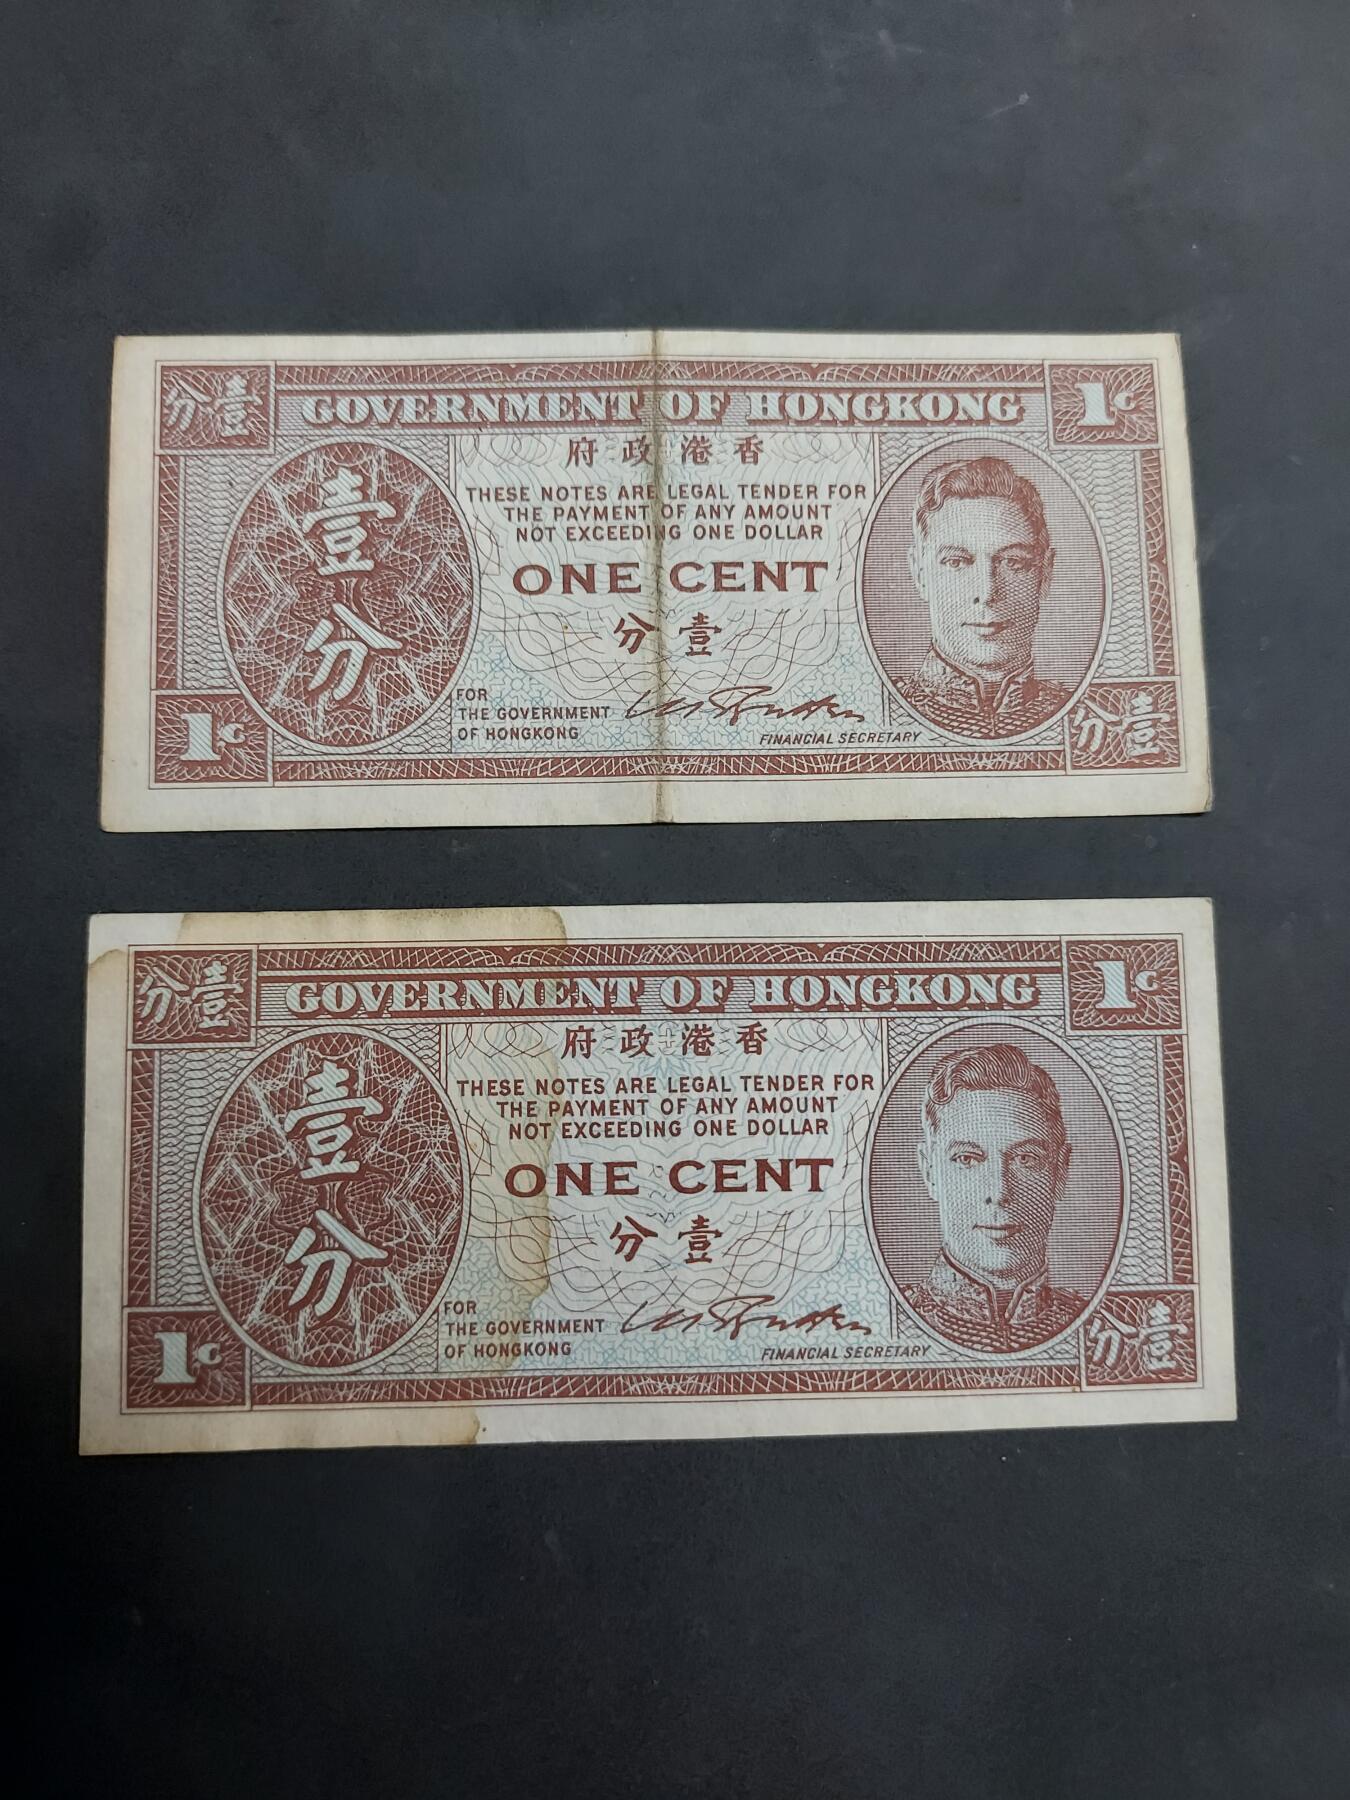 分壹
GOVERNMENT OF HONGKONG
1C
府政港香
THESE NOTES ARE LEGAL TENDER FOR
THE PAYMENT OF ANY AMOUNT
NOT EXCEEDING ONE DOLLAR
ONE CENT
分壹
壹
分
FOR
THE GOVERNMENT
OF HONGKONG
FINANCIAL SECRETARY
1C
分壹
分壹
GOVERNMENT OF HONGKONG
1C
府政港香
THESE NOTES ARE LEGAL TENDER FOR
THE PAYMENT OF ANY AMOUNT
NOT EXCEEDING ONE DOLLAR
ONE CENT
分壹
壹
分
FOR
THE GOVERNMENT
OF HONGKONG
FINANCIAL SECRETARY
1C
分壹